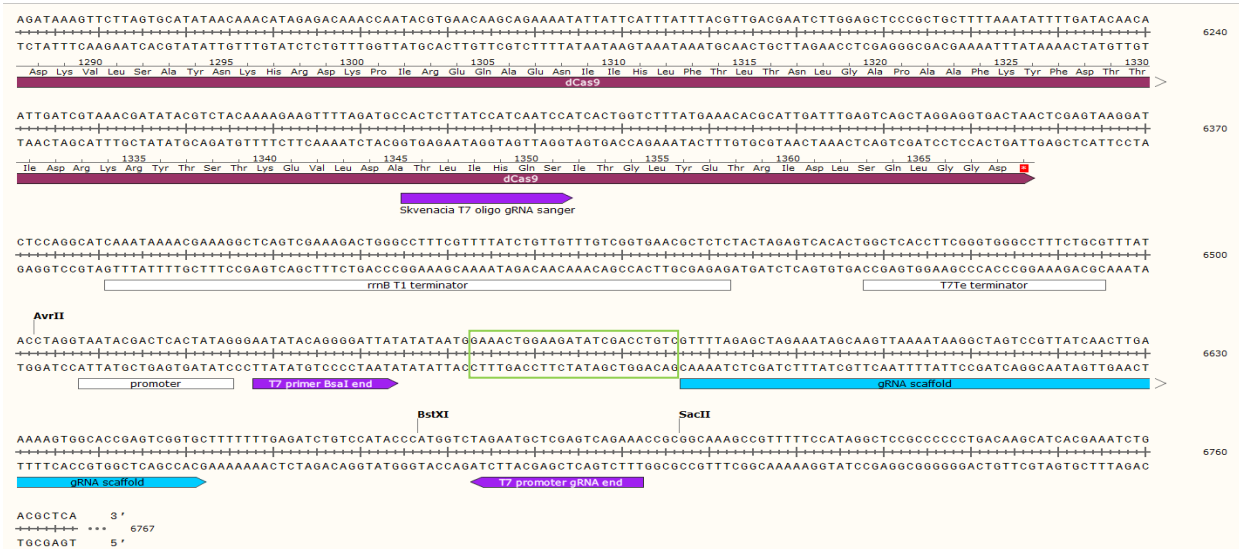 AGATAAAGTTCTTAGTGCATATAACAAACATAGAGACAAACCAATACGTGAACAAGCAGAAAATATTATTCATTTATTTACGTTGACGAATCTTGGAGCTCCCGCTGCTTTTAAATATTTTGATACAACA
6240
TCTATTTCAAGAATCACGTATATTGTTTGTATCTCTGTTTGGTTATGCACTTGTTCGTCTTTTATAATAAGTAAATAAATGCAACTGCTTAGAACCTCGAGGGCGACGAAAATTTATAAAACTATGTTGT
1290 1295 1300 1305 1310 1315 1320 1325 1330
Asp Lys Val Leu Ser Ala Tyr Asn Lys His Arg Asp Lys Pro Ile Arg Glu Gln Ala Glu Asn Ile Ile His Leu Phe Thr Leu Thr Asn Leu Gly Ala Pro Ala Ala Phe Lys Tyr Phe Asp Thr Thr
dCas9
ATTGATCGTAAACGATATACGTCTACAAAAGAAGTTTTAGATGCCACTCTTATCCATCAATCCATCACTGGTCTTTATGAAACACGCATTGATTTGAGTCAGCTAGGAGGTGACTAACTCGAGTAAGGAT
6370
TAACTAGCATTTGCTATATGCAGATGTTTTCTTCAAAATCTACGGTGAGAATAGGTAGTTAGGTAGTGACCAGAAATACTTTGTGCGTAACTAAACTCAGTCGATCCTCCACTGATTGAGCTCATTCCTA
1335 1340 1345 1350 1355 1360 1365
Ile Asp Arg Lys Arg Tyr Thr Ser Thr Lys Glu Val Leu Asp Ala Thr Leu Ile His Gln Ser Ile Thr Gly Leu Tyr Glu Thr Arg Ile Asp Leu Ser Gln Leu Gly Gly Asp *
dCas9
Skvenacia T7 oligo gRNA sanger
CTCCAGGCATCAAATAAAACGAAAGGCTCAGTCGAAAGACTGGGCCTTTCGTTTTATCTGTTGTTTGTCGGTGAACGCTCTCTACTAGAGTCACACTGGCTCACCTTCGGGTGGGCCTTTCTGCGTTTAT
6500
GAGGTCCGTAGTTTATTTTGCTTTCCGAGTCAGCTTTCTGACCCGGAAAGCAAAATAGACAACAAACAGCCACTTGCGAGAGATGATCTCAGTGTGACCGAGTGGAAGCCCACCCGGAAAGACGCAAATA
rrnB T1 terminator T7Te terminator
AvrII
ACCTAGGTAATACGACTCACTATAGGGAATATACAGGGGATTATATATAATGGAAACTGGAAGATATCGACCTGTCGTTTTAGAGCTAGAAATAGCAAGTTAAAATAAGGCTAGTCCGTTATCAACTTGA
6630
TGGATCCATTATGCTGAGTGATATCCCTTATATGTCCCCTAATATATATTACCTTTGACCTTCTATAGCTGGACAGCAAAATCTCGATCTTTATCGTTCAATTTTATTCCGATCAGGCAATAGTTGAACT
promoter T7 primer BsaI end gRNA scaffold
BstXI SacII
AAAAGTGGCACCGAGTCGGTGCTTTTTTTGAGATCTGTCCATACCCATGGTCTAGAATGCTCGAGTCAGAAACCGCGGCAAAGCCGTTTTTCCATAGGCTCCGCCCCCCTGACAAGCATCACGAAATCTG
6760
TTTTCACCGTGGCTCAGCCACGAAAAAAACTCTAGACAGGTATGGGTACCAGATCTTACGAGCTCAGTCTTTGGCGCCGTTTCGGCAAAAAGGTATCCGAGGCGGGGGGACTGTTCGTAGTGCTTTAGAC
gRNA scaffold T7 promoter gRNA end
ACGCTCA 3'
6767
TGCGAGT 5'